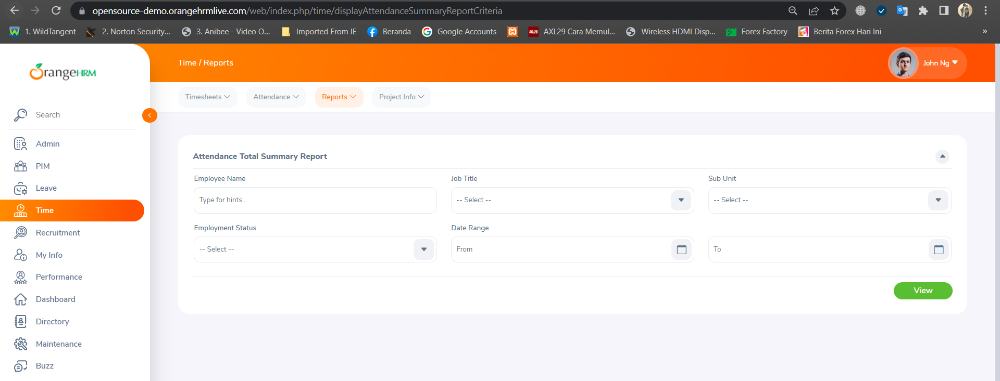 opensource-demo.orangehrmlive.com/web/index.php/time/displayAttendanceSummaryReportCriteria
1. WildTangent 2. Norton Security... 3. Anibee - Video O... Imported From IE Beranda Google Accounts AXL29 AXL29 Cara Memul... Wireless HDMI Disp... Forex Factory Berita Forex Hari Ini »
OrangeHRM
Time / Reports
John Ng
Timesheets Attendance Reports Project Info
Search
Admin
PIM
Leave
Time
Recruitment
My Info
Performance
Dashboard
Directory
Maintenance
Buzz
Attendance Total Summary Report
Employee Name Job Title Sub Unit
Type for hints... -- Select -- -- Select --
Employment Status Date Range
-- Select -- From To
View